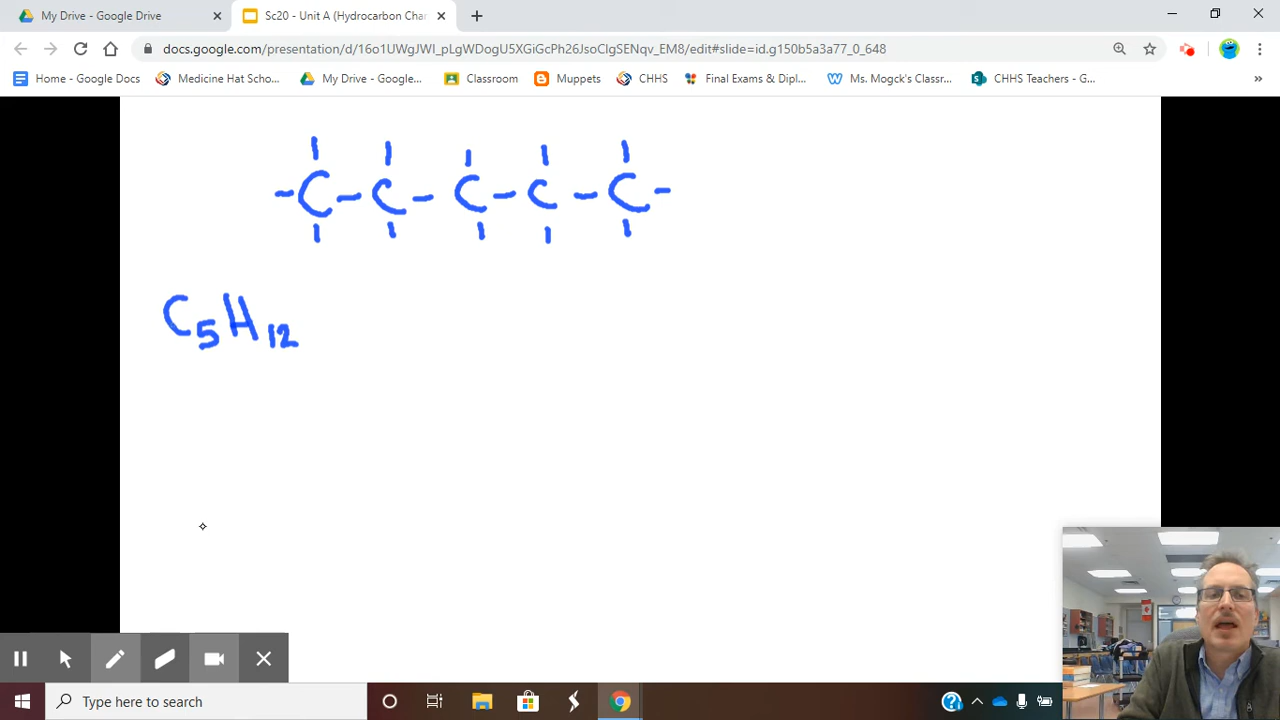 My Drive - Google Drive
Sc20 - Unit A (Hydrocarbon Char
docs.google.com/presentation/d/16o1UWgJWI_pLgWDogU5XGiGcPh26JsoClgSENqv_EM8/edit#slide=id.g150b5a3a77_0_648
Home - Google Docs
Medicine Hat Scho...
My Drive - Google...
Classroom
Muppets
CHHS
Final Exams & Dipl...
Ms. Mogck's Classr...
CHHS Teachers - G...
»
- C - C - C - C - C -
C5H12
Type here to search